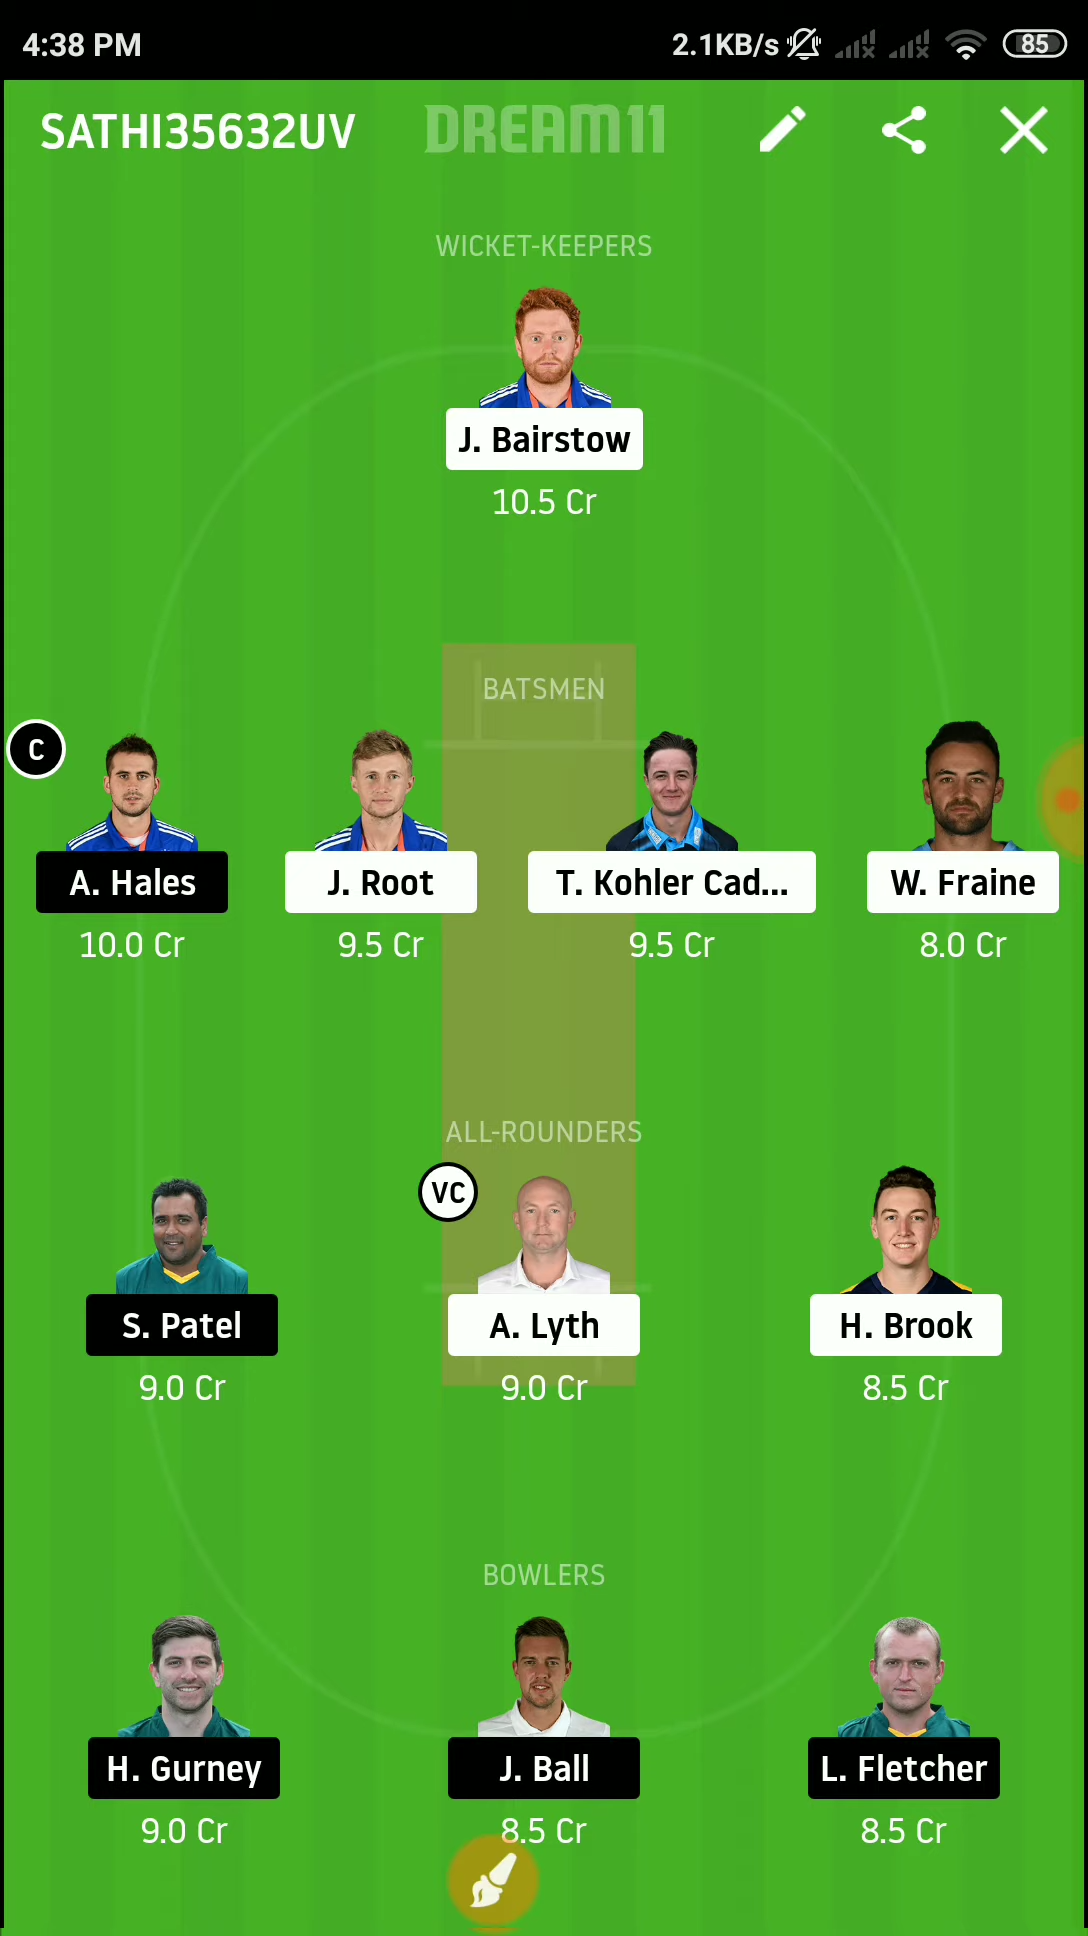 4:38 PM 2.1KB/s 85
SATHI35632UV DREAM11
WICKET-KEEPERS
J. Bairstow
10.5 Cr
BATSMEN
C
A. Hales J. Root T. Kohler Cad... W. Fraine
10.0 Cr 9.5 Cr 9.5 Cr 8.0 Cr
ALL-ROUNDERS
VC
S. Patel A. Lyth H. Brook
9.0 Cr 9.0 Cr 8.5 Cr
BOWLERS
H. Gurney J. Ball L. Fletcher
9.0 Cr 8.5 Cr 8.5 Cr